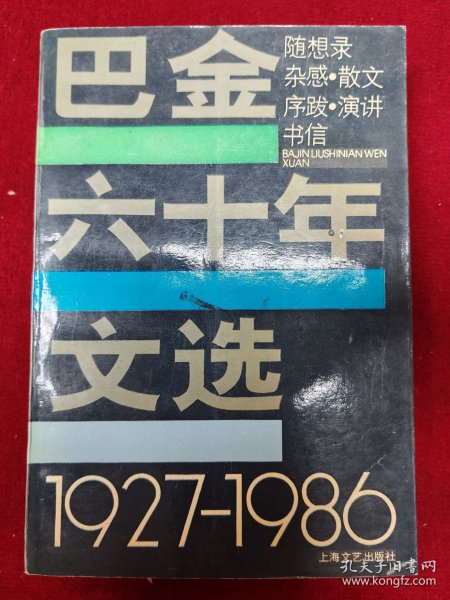 巴金
随想录
杂感·散文
序跋·演讲
书信
BAJIN LIUSHINIAN WEN
XUAN
六十年
文选
1927-1986
上海文艺出版社
孔夫子旧书网
www.kongfz.com